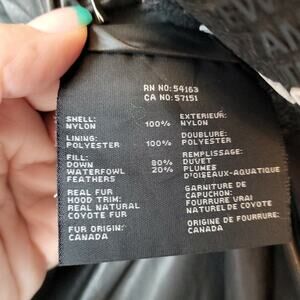 RN NO: 54163
CA NO: 57151
SHELL:
NYLON 100%
LINING:
POLYESTER 100%
FILL:
DOWN 80%
WATERFOWL 20%
FEATHERS
REAL FUR
HOOD TRIM:
REAL NATURAL
COYOTE FUR
FUR ORIGIN:
CANADA
EXTERIEUR:
NYLON
DOUBLURE:
POLYESTER
REMPLISSAGE:
DUVET
PLUMES
D'OISEAUX-AQUATIQUE
GARNITURE DE
CAPUCHON:
FOURRURE VRAI
NATUREL DE COYOTE
ORIGINE DE FOURRURE:
CANADA